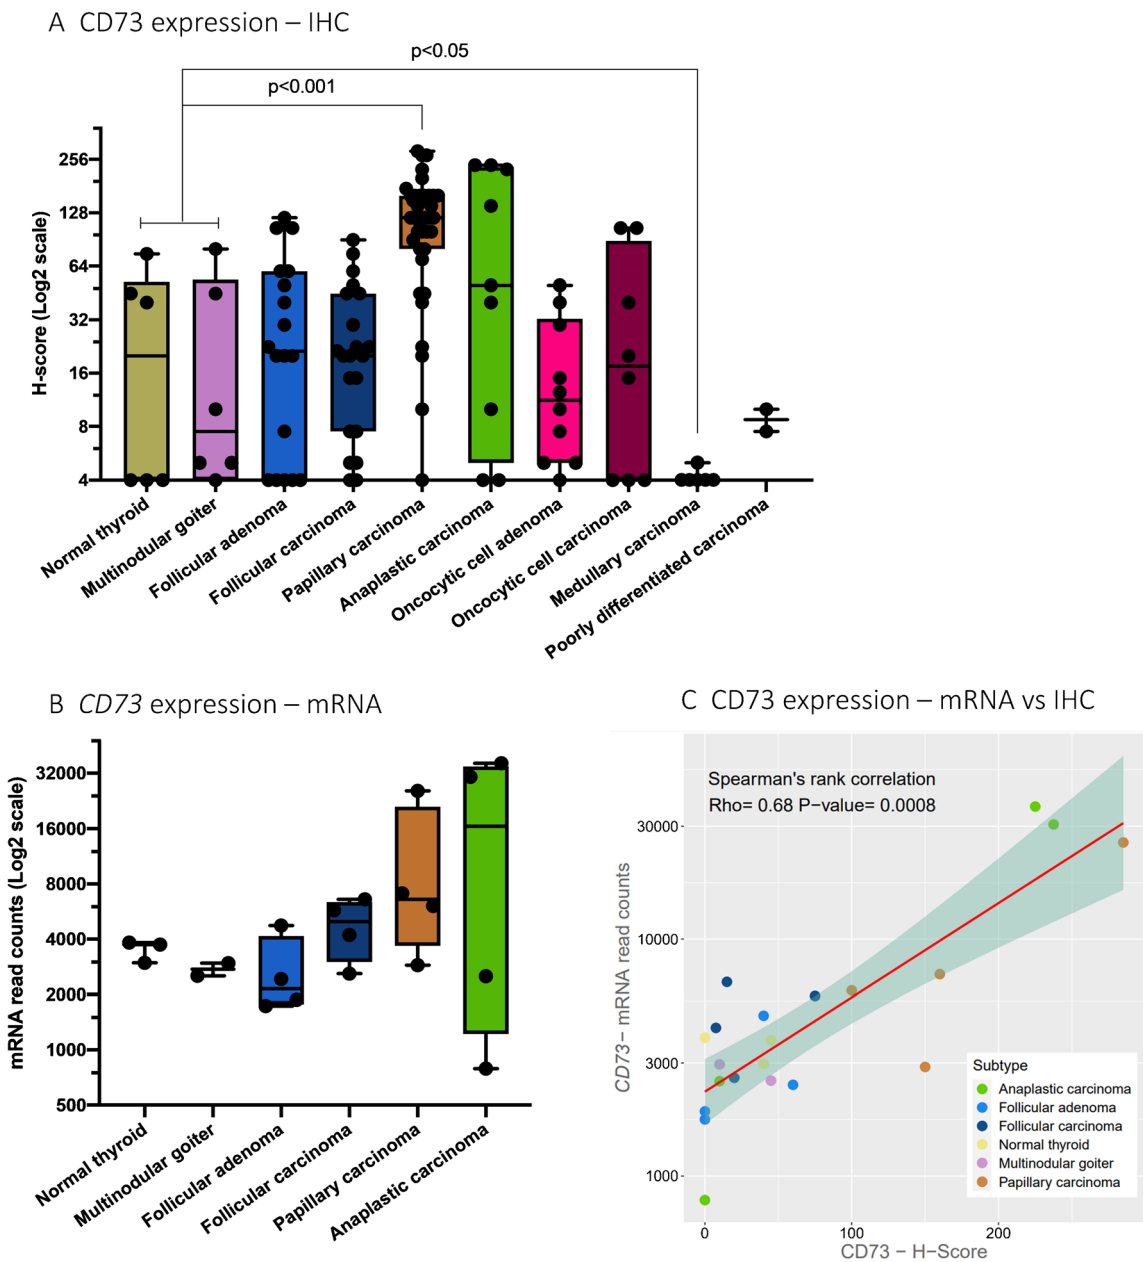 A CD73 expression – IHC
p<0.05
p<0.001
H-score (Log2 scale)
256
128
64
32
16
8
4
Normal thyroid
Multinodular goiter
Follicular adenoma
Follicular carcinoma
Papillary carcinoma
Anaplastic carcinoma
Oncocytic cell adenoma
Oncocytic cell carcinoma
Medullary carcinoma
Poorly differentiated carcinoma
B CD73 expression – mRNA
mRNA read counts (Log2 scale)
32000
16000
8000
4000
2000
1000
500
Normal thyroid
Multinodular goiter
Follicular adenoma
Follicular carcinoma
Papillary carcinoma
Anaplastic carcinoma
C CD73 expression – mRNA vs IHC
Spearman's rank correlation
Rho= 0.68 P−value= 0.0008
CD73− mRNA read counts
30000
10000
3000
1000
Subtype
Anaplastic carcinoma
Follicular adenoma
Follicular carcinoma
Normal thyroid
Multinodular goiter
Papillary carcinoma
0
100
200
CD73 − H−Score